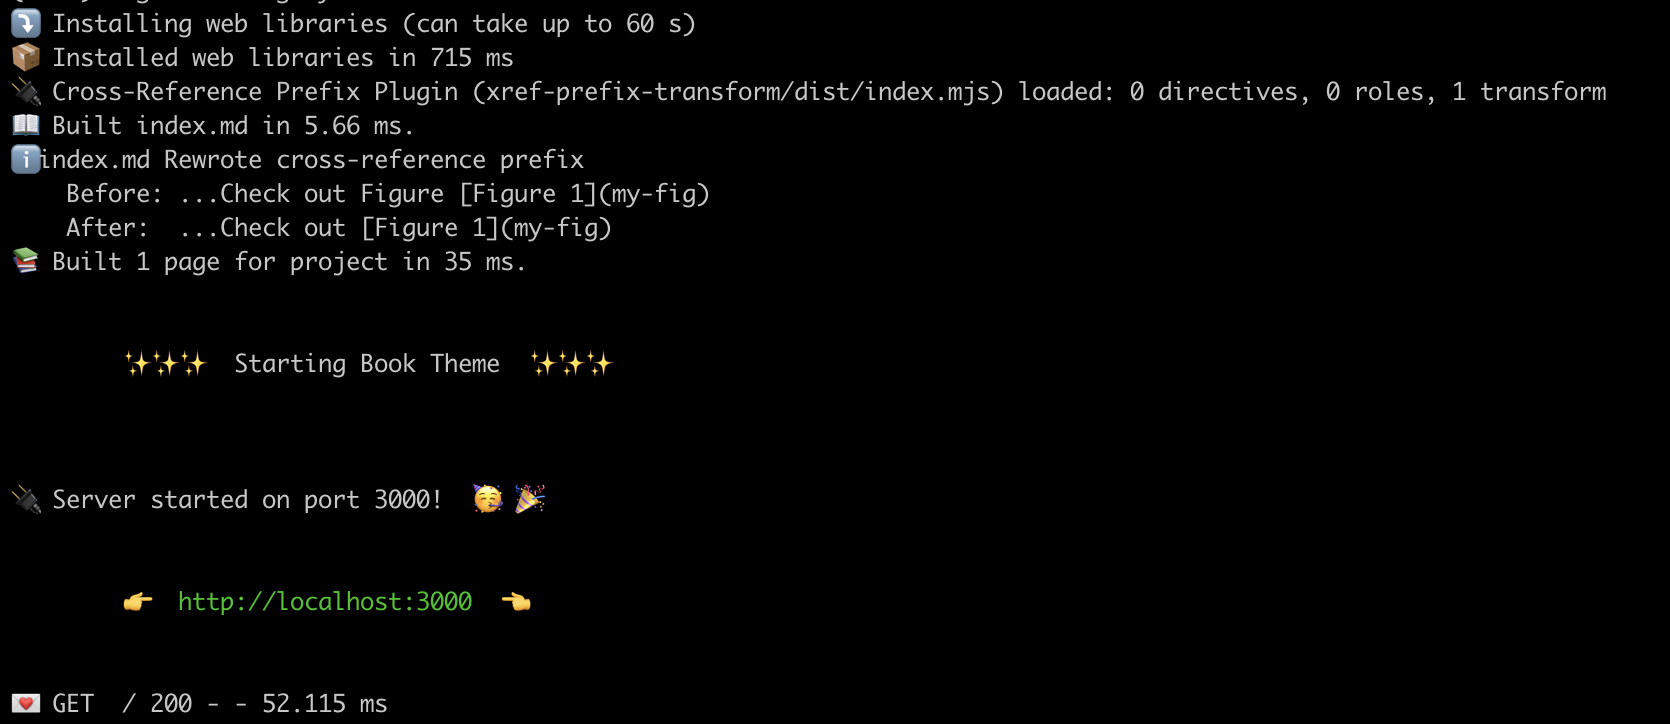 Installing web libraries (can take up to 60 s)
Installed web libraries in 715 ms
Cross-Reference Prefix Plugin (xref-prefix-transform/dist/index.mjs) loaded: 0 directives, 0 roles, 1 transform
Built index.md in 5.66 ms.
index.md Rewrote cross-reference prefix
Before: ...Check out Figure [Figure 1](my-fig)
After:  ...Check out [Figure 1](my-fig)
Built 1 page for project in 35 ms.
Starting Book Theme
Server started on port 3000!
http://localhost:3000
GET  / 200 - - 52.115 ms